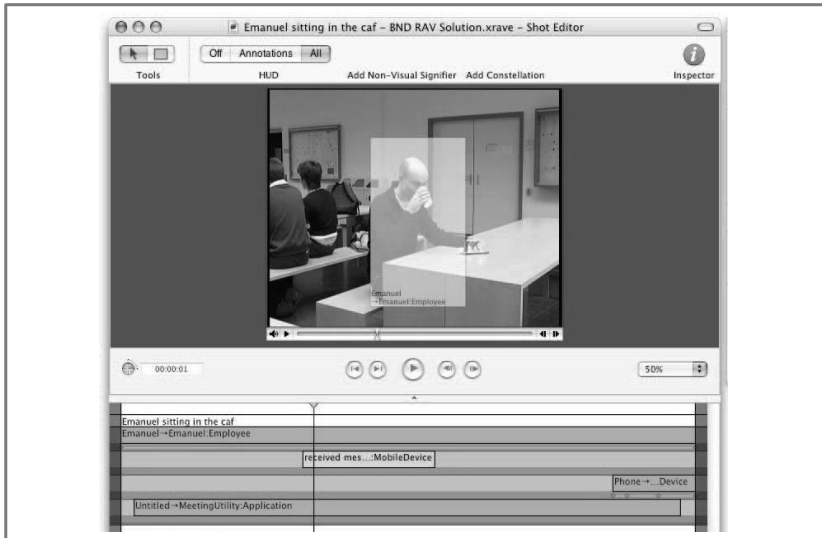 Emanuel sitting in the caf – BND RAV Solution.xrave – Shot Editor
Off Annotations All
Tools HUD Add Non-Visual Signifier Add Constellation Inspector
Emanuel
→Emanuel:Employee
00:00:01
50%
Emanuel sitting in the caf
Emanuel→Emanuel:Employee
received mes...:MobileDevice
Phone→...Device
Untitled→MeetingUtility:Application